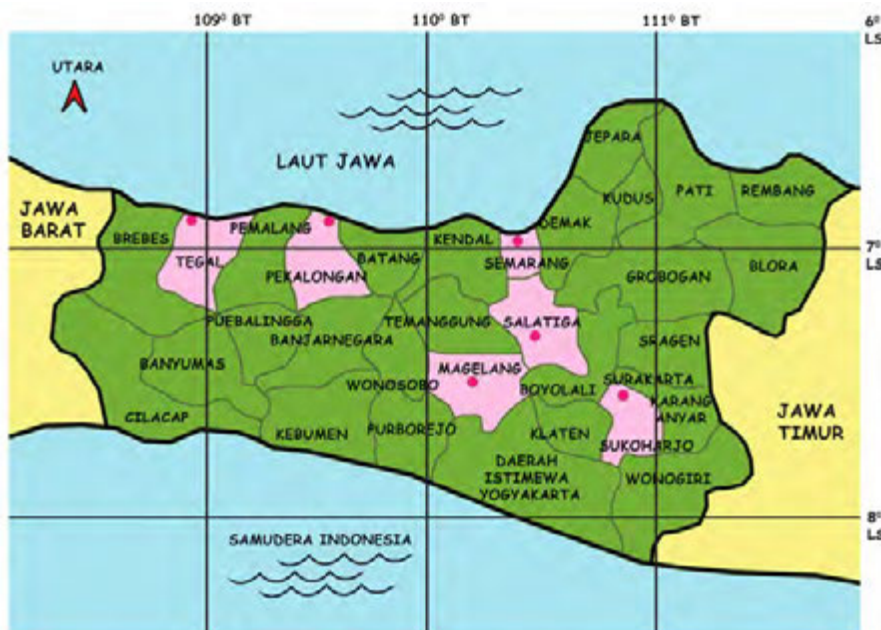 109° BT
110° BT
111° BT
6°
LS
UTARA
LAUT JAWA
JEPARA
KUDUS
PATI
REMBANG
JAWA
BARAT
BREBES
PEMALANG
KENDAL
DEMAK
TEGAL
PEKALONGAN
BATANG
SEMARANG
7°
LS
GROBOGAN
BLORA
PUEBALINGGA
BANJARNEGARA
TEMANGGUNG
SALATIGA
SRAGEN
BANYUMAS
WONOSOBO
MAGELANG
BOYOLALI
SURAKARTA
KARANG
ANYAR
CILACAP
KEBUMEN
PURBOREJO
KLATEN
SUKOHARJO
JAWA
TIMUR
DAERAH
ISTIMEWA
YOGYAKARTA
WONOGIRI
8°
LS
SAMUDERA INDONESIA